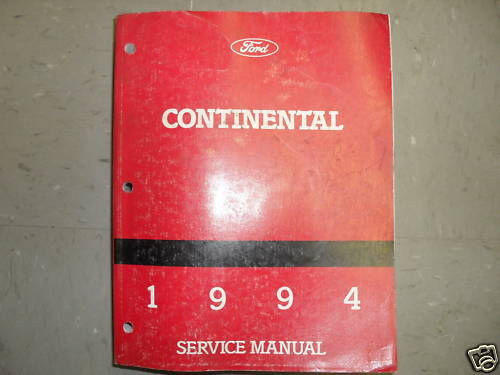 Ford
CONTINENTAL
1 9 9 4
SERVICE MANUAL